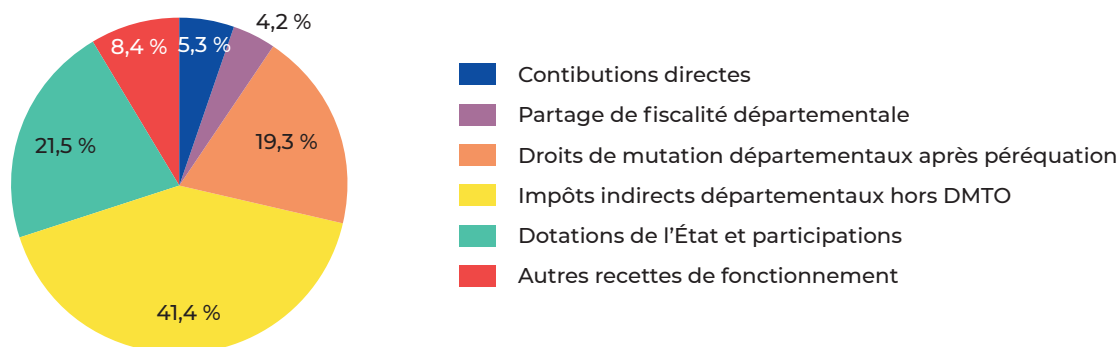 4,2 %
8,4 %
5,3 %
19,3 %
21,5 %
41,4 %
Contibutions directes
Partage de fiscalité départementale
Droits de mutation départementaux après péréquation
Impôts indirects départementaux hors DMTO
Dotations de l'État et participations
Autres recettes de fonctionnement